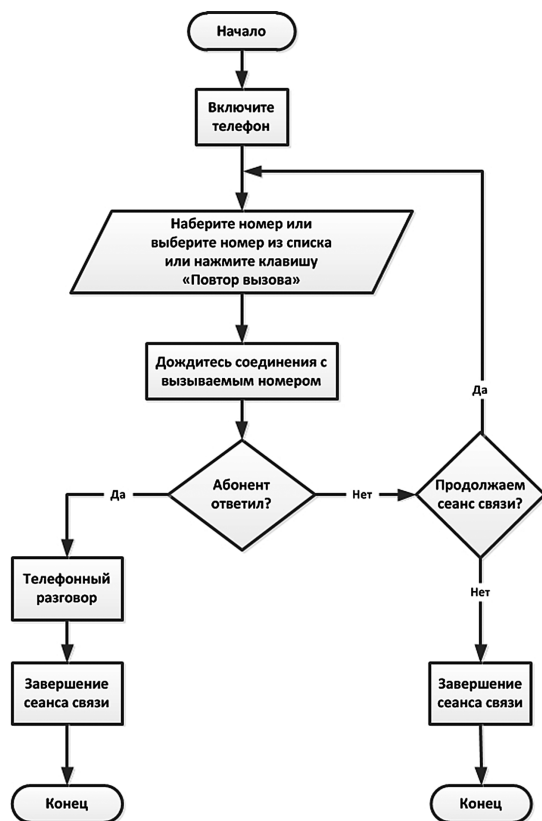 Начало
Включите
телефон
Наберите номер или
выберите номер из списка
или нажмите клавишу
«Повтор вызова»
Дождитесь соединения с
вызываемым номером
Да
Абонент
ответил?
Да
Нет
Продолжаем
сеанс связи?
Телефонный
разговор
Нет
Завершение
сеанса связи
Завершение
сеанса связи
Конец
Конец